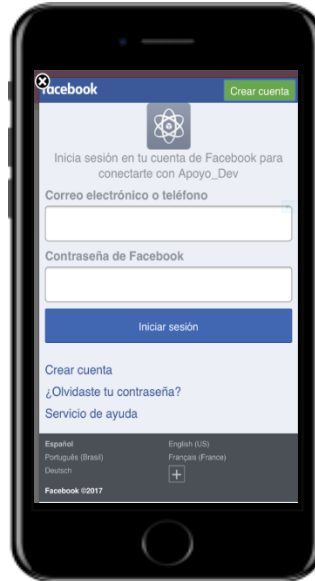 facebook
Crear cuenta
Inicia sesión en tu cuenta de Facebook para
conectarte con Apoyo_Dev
Correo electrónico o teléfono
Contraseña de Facebook
Iniciar sesión
Crear cuenta
¿Olvidaste tu contraseña?
Servicio de ayuda
Español
English (US)
Português (Brasil)
Français (France)
Deutsch
Facebook ©2017